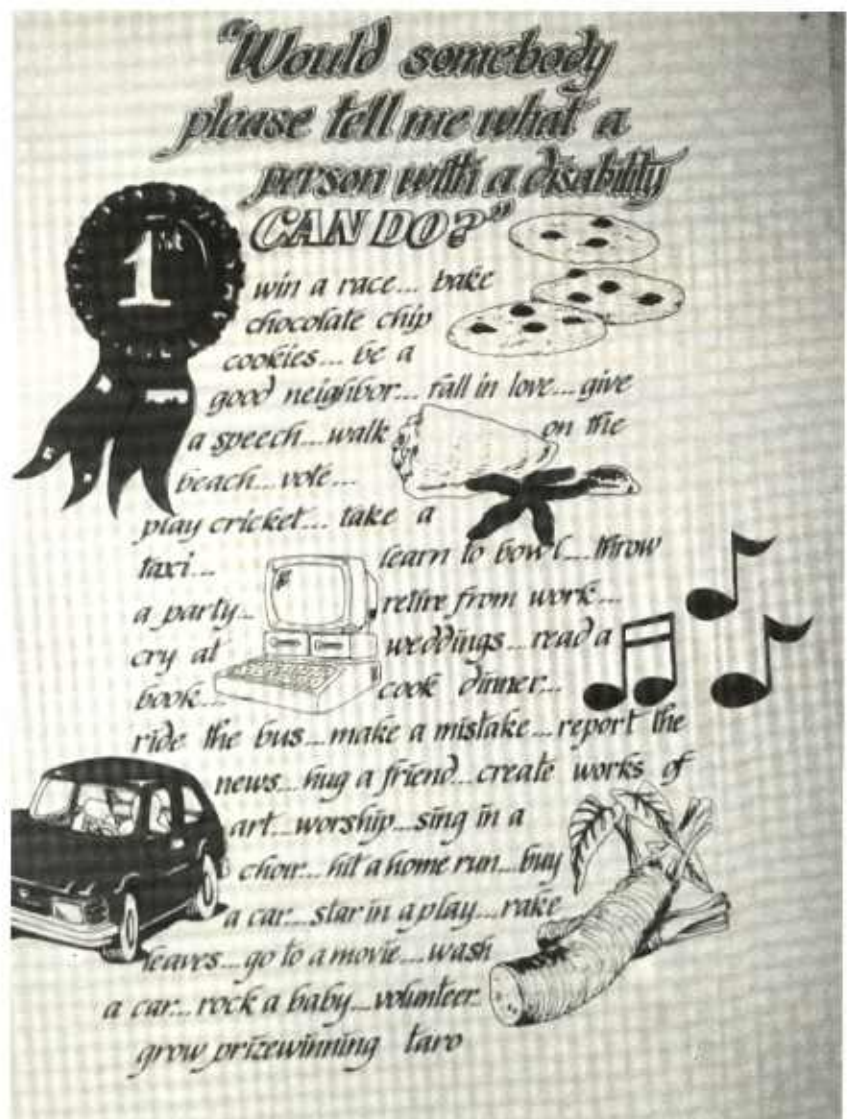 "Would somebody
please tell me what a
person with a disability
CAN DO?"
1st
win a race... bake
chocolate chip
cookies... be a
good neighbor... fall in love... give
a speech... walk on the
beach... vote...
play cricket... take a
taxi... learn to bowl... throw
a party... retire from work...
cry at weddings... read a
book... cook dinner...
ride the bus... make a mistake... report the
news... hug a friend... create works of
art... worship... sing in a
choir... hit a home run... buy
a car... star in a play... rake
leaves... go to a movie.... wash
a car... rock a baby... volunteer...
grow prizewinning taro